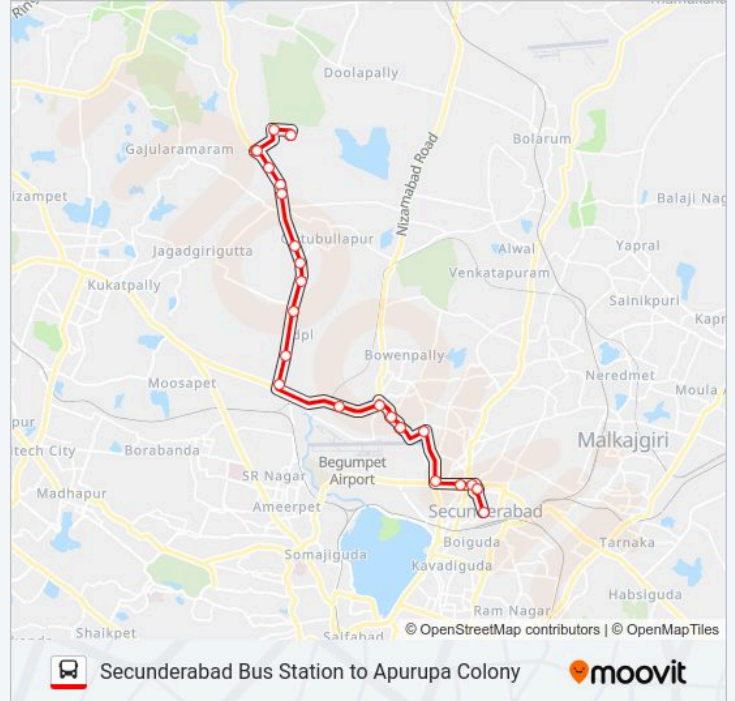 Doolapally
Gajularamaram
Bolarum
Nizamabad Road
izampet
Balaji Nag
Jagadgirigutta
Alwal
Yapral
Venkatapuram
Kukatpally
Sainikpuri
Kapr
dpl
Bowenpally
Moosapet
Neredmet
Moula A
pur
Malkajgiri
itech City
Borabanda
Begumpet
Airport
SR Nagar
Madhapur
Ameerpet
Secunderabad
Boiguda
Tarnaka
Somajiguda
Kavadiguda
Habsiguda
Ram Nagar
Shaikpet
Saifabad
© OpenStreetMap contributors | © OpenMapTiles
Secunderabad Bus Station to Apurupa Colony
moovit